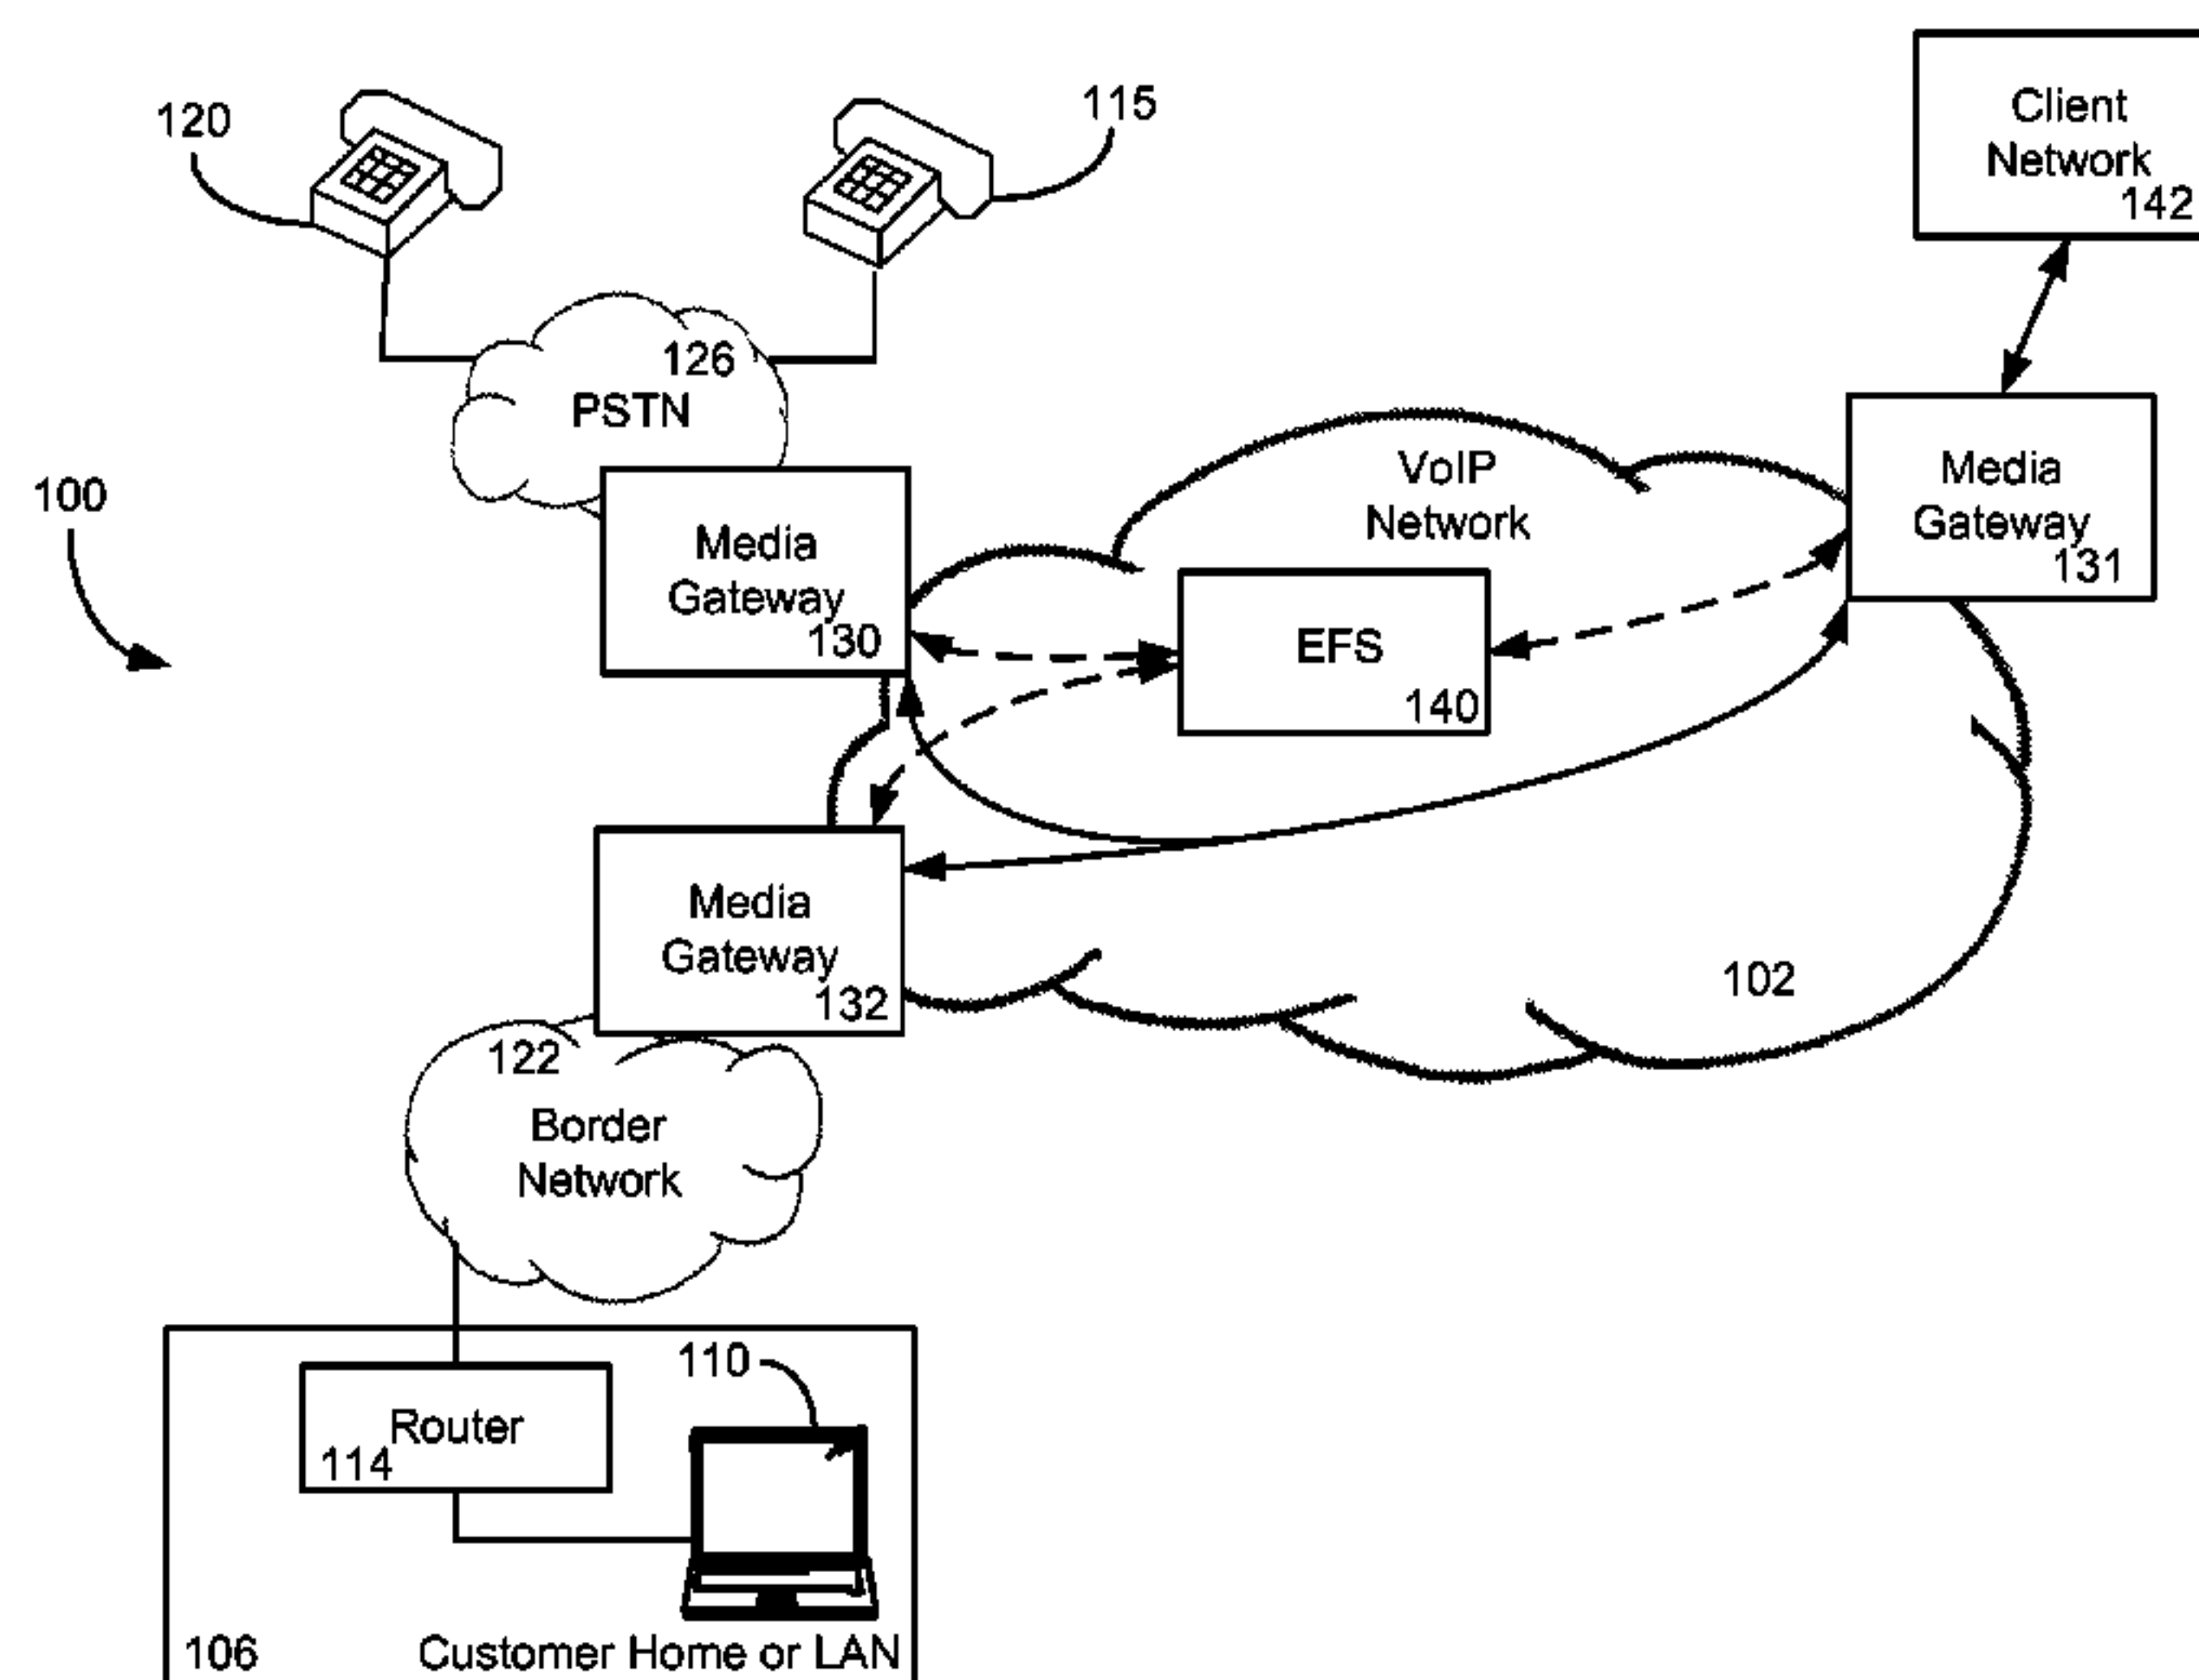 120
115
Client
Network
142
126
PSTN
100
VoIP
Network
Media
Gateway
131
Media
Gateway
130
EFS
140
Media
Gateway
132
102
122
Border
Network
110
Router
114
106
Customer Home or LAN